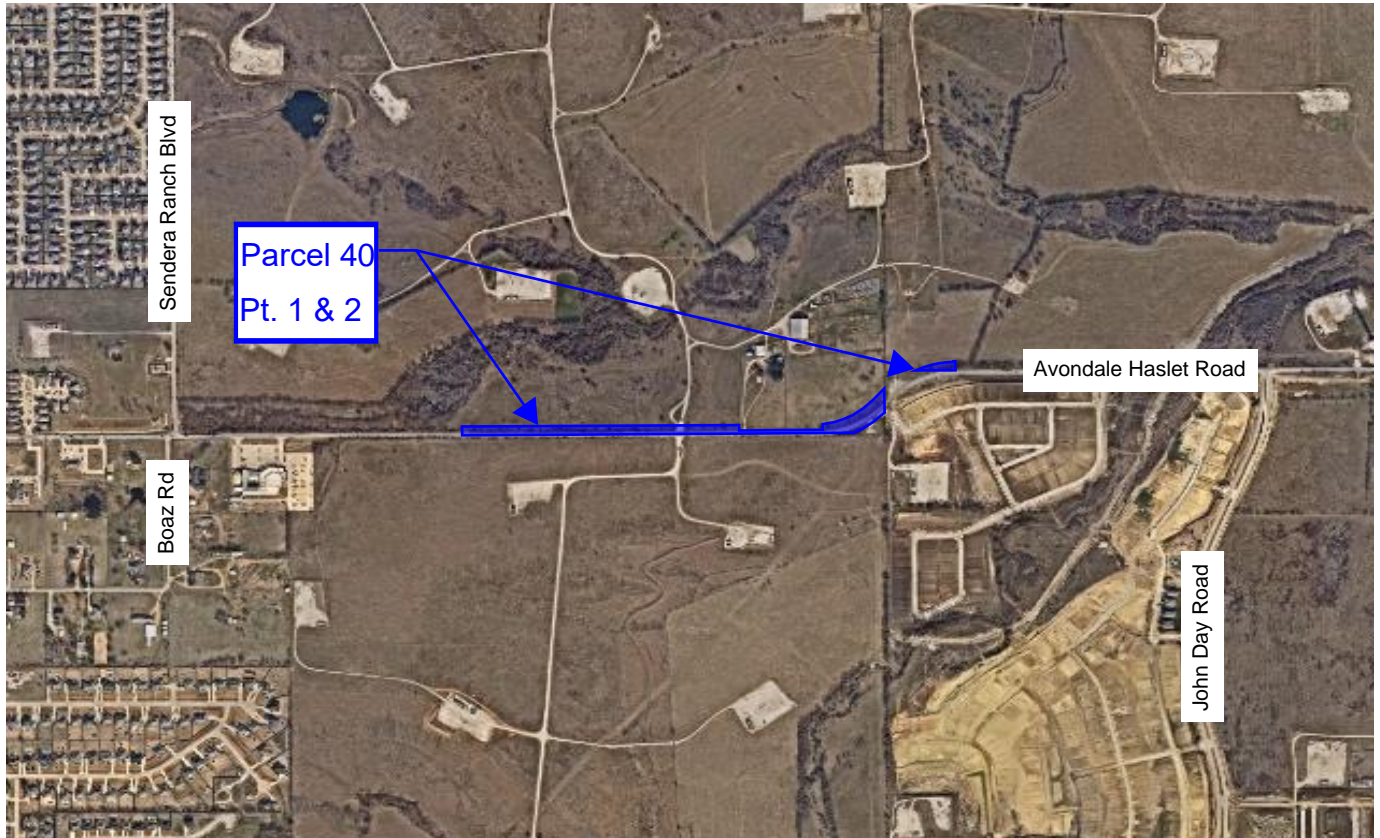 Sendera Ranch Blvd
Parcel 40
Pt. 1 & 2
Avondale Haslet Road
Boaz Rd
John Day Road